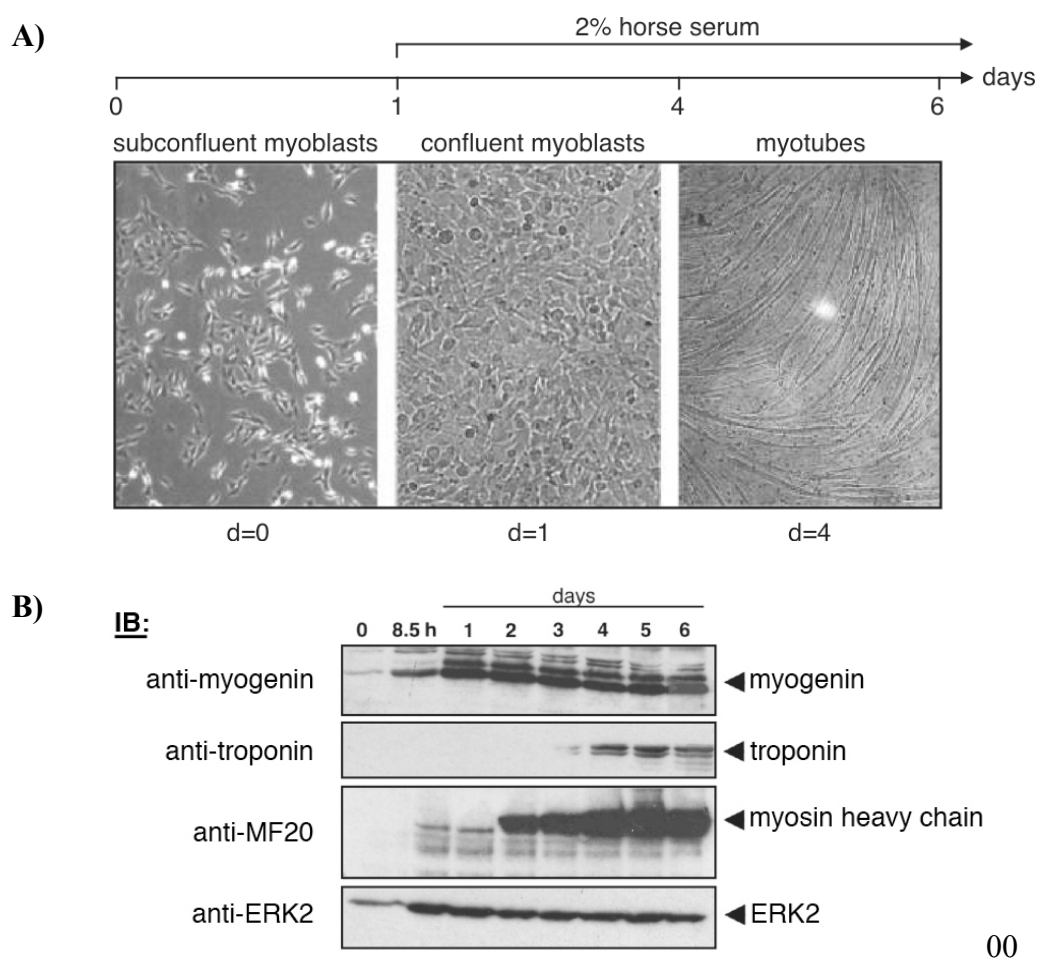 A)
2% horse serum
days
0 1 4 6
subconfluent myoblasts confluent myoblasts myotubes
d=0 d=1 d=4
B)
days
IB:
0 8.5 h 1 2 3 4 5 6
anti-myogenin myogenin
anti-troponin troponin
anti-MF20 myosin heavy chain
anti-ERK2 ERK2
00